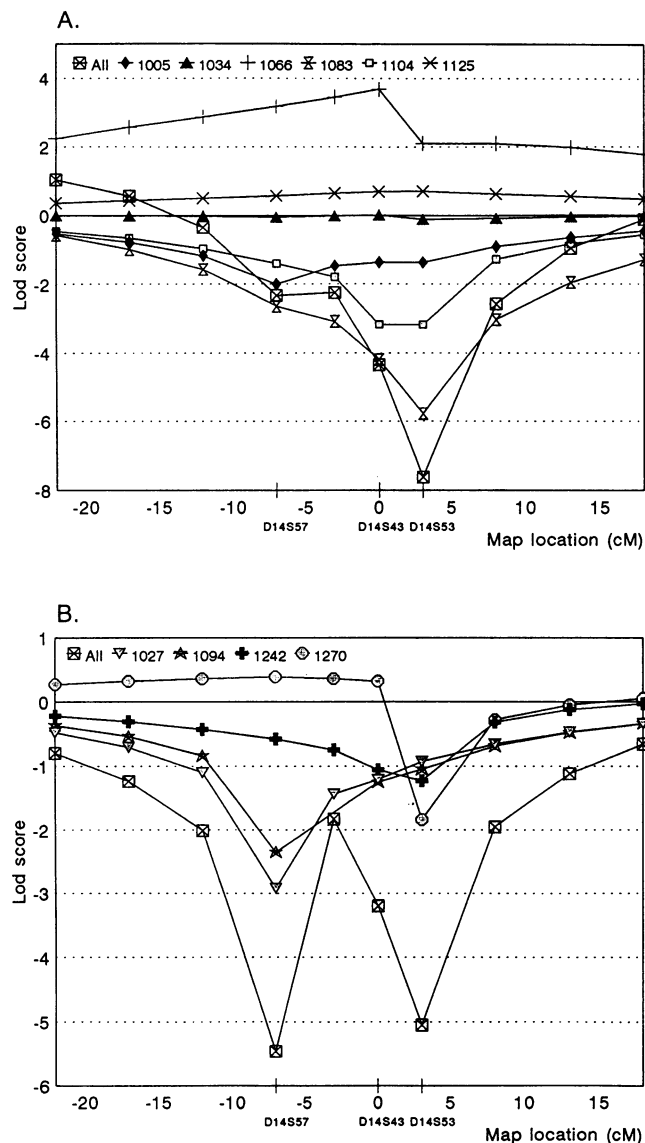 A.
All 1005 1034 1066 1083 1104 1125
4
2
0
-2
-4
-6
-8
Lod score
-20 -15 -10 -5 0 5 10 15
D14S57 D14S43 D14S53
Map location (cM)
B.
1
All 1027 1094 1242 1270
0
-1
-2
-3
-4
-5
-6
Lod score
-20 -15 -10 -5 0 5 10 15
D14S57 D14S43 D14S53
Map location (cM)